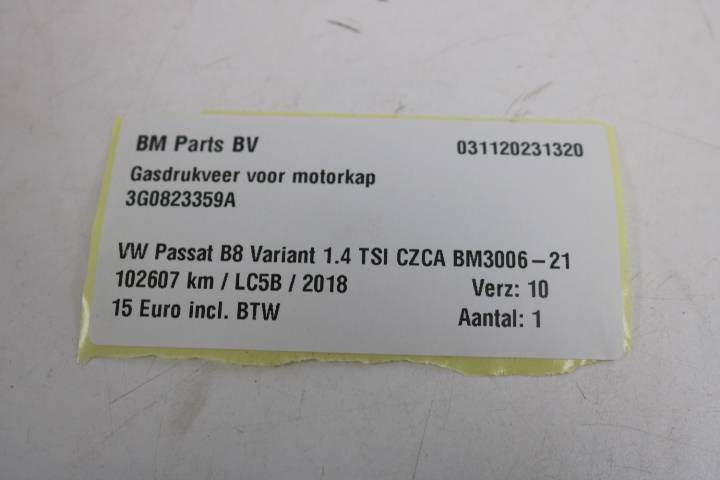 BM Parts BV 031120231320
Gasdrukveer voor motorkap
3G0823359A
VW Passat B8 Variant 1.4 TSI CZCA BM3006-21
102607 km / LC5B / 2018 Verz: 10
15 Euro incl. BTW Aantal: 1